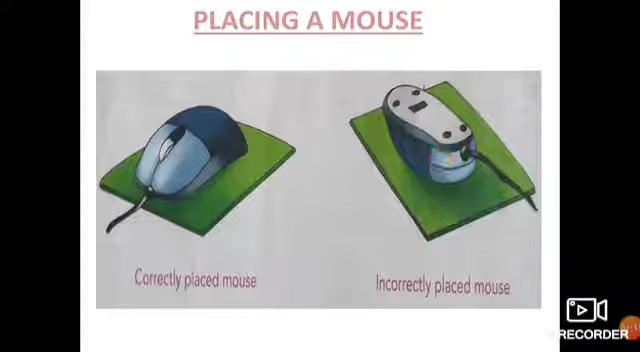 PLACING A MOUSE
Correctly placed mouse
Incorrectly placed mouse
RECORDER